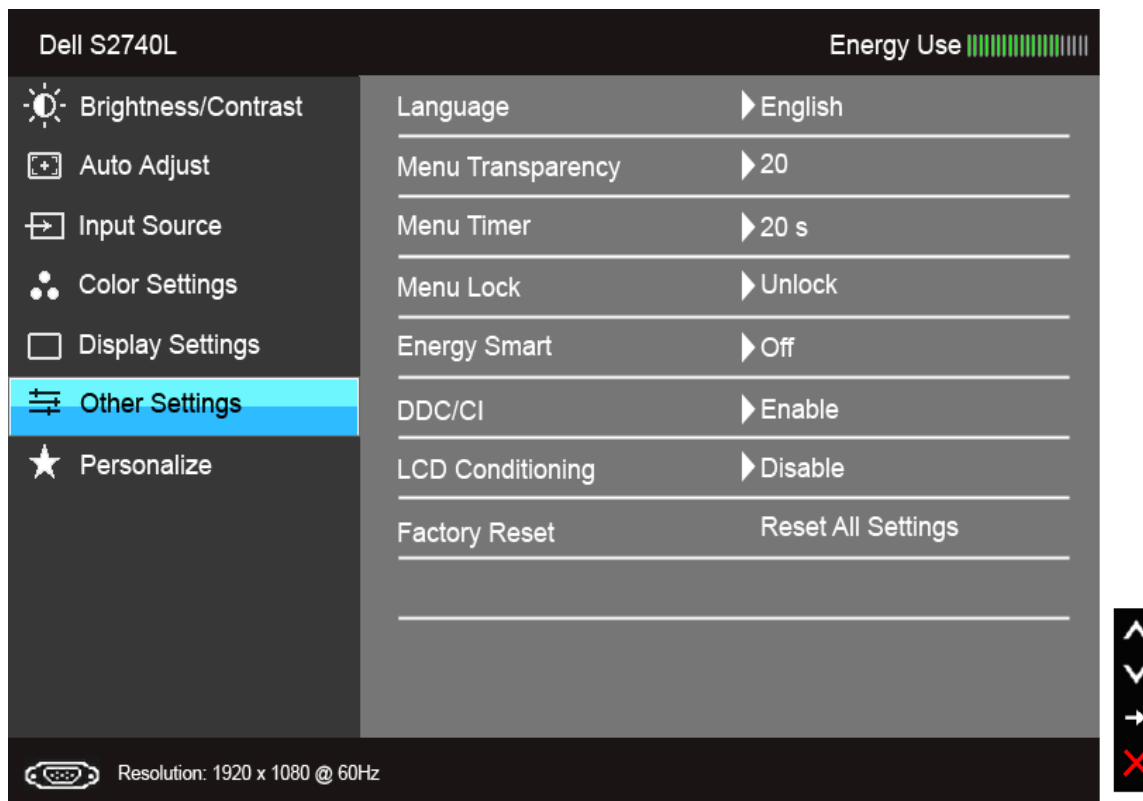 Dell S2740L Energy Use
Brightness/Contrast
Auto Adjust
Input Source
Color Settings
Display Settings
Other Settings
Personalize
Language English
Menu Transparency 20
Menu Timer 20 s
Menu Lock Unlock
Energy Smart Off
DDC/CI Enable
LCD Conditioning Disable
Factory Reset Reset All Settings
Resolution: 1920 x 1080 @ 60Hz